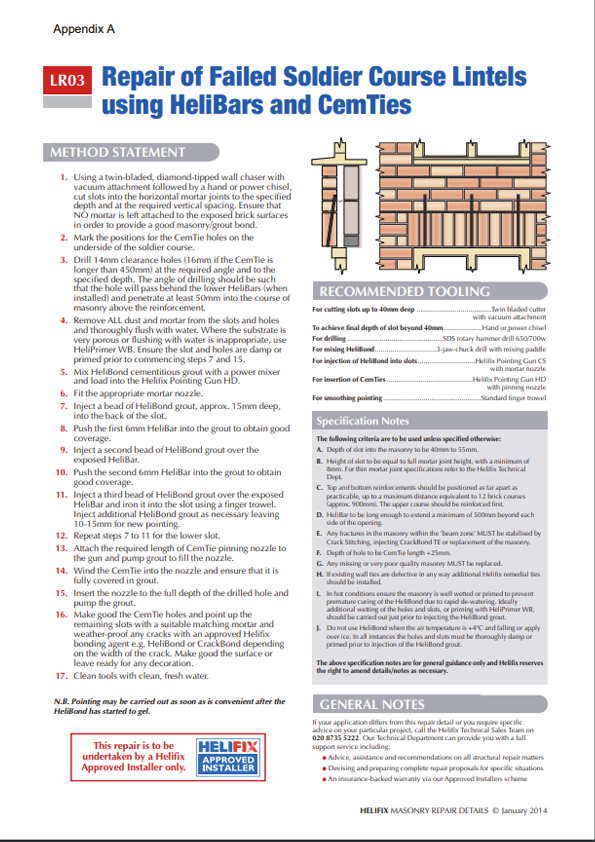 Appendix A
LR03
Repair of Failed Soldier Course Lintels
using HeliBars and CemTies
METHOD STATEMENT
1. Using a twin-bladed, diamond-tipped wall chaser with
vacuum attachment followed by a hand or power chisel,
cut slots into the horizontal mortar joints to the specified
depth and at the required vertical spacing. Ensure that
NO mortar is left attached to the exposed brick surfaces
in order to provide a good masonry/grout bond.
2. Mark the positions for the CemTie holes on the
underside of the soldier course.
3. Drill 14mm clearance holes (16mm if the CemTie is
longer than 450mm) at the required angle and to the
specified depth. The angle of drilling should be such
that the hole will pass behind the lower HeliBars (when
installed) and penetrate at least 50mm into the course of
masonry above the reinforcement.
4. Remove ALL dust and mortar from the slots and holes
and thoroughly flush with water. Where the substrate is
very porous or flushing with water is inappropriate, use
HeliPrimer WB. Ensure the slot and holes are damp or
primed prior to commencing steps 7 and 15.
5. Mix HeliBond cementitious grout with a power mixer
and load into the Helifix Pointing Gun HD.
6. Fit the appropriate mortar nozzle.
7. Inject a bead of HeliBond grout, approx. 15mm deep,
into the back of the slot.
8. Push the first 6mm HeliBar into the grout to obtain good
coverage.
9. Inject a second bead of HeliBond grout over the
exposed HeliBar.
10. Push the second 6mm HeliBar into the grout to obtain
good coverage.
11. Inject a third bead of HeliBond grout over the exposed
HeliBar and iron it into the slot using a finger trowel.
Inject additional HeliBond grout as necessary leaving
10-15mm for new pointing.
12. Repeat steps 7 to 11 for the lower slot.
13. Attach the required length of CemTie pinning nozzle to
the gun and pump grout to fill the nozzle.
14. Wind the CemTie into the nozzle and ensure that it is
fully covered in grout.
15. Insert the nozzle to the full depth of the drilled hole and
pump the grout.
16. Make good the CemTie holes and point up the
remaining slots with a suitable matching mortar and
weather-proof any cracks with an approved Helifix
bonding agent e.g. HeliBond or CrackBond depending
on the width of the crack. Make good the surface or
leave ready for any decoration.
17. Clean tools with clean, fresh water.
N.B. Pointing may be carried out as soon as is convenient after the
HeliBond has started to gel.
This repair is to be
undertaken by a Helifix
Approved Installer only.
HELIFIX
APPROVED
INSTALLER
RECOMMENDED TOOLING
For cutting slots up to 40mm deep ........Twin bladed cutter
with vacuum attachment
To achieve final depth of slot beyond 40mm........Hand or power chisel
For drilling ........SDS rotary hammer drill 650/700w
For mixing HeliBond........3-jaw-chuck drill with mixing paddle
For injection of HeliBond into slots........Helifix Pointing Gun CS
with mortar nozzle
For insertion of CemTies ........Helifix Pointing Gun HD
with pinning nozzle
For smoothing pointing ........Standard finger trowel
Specification Notes
The following criteria are to be used unless specified otherwise:
A. Depth of slot into the masonry to be 40mm to 55mm.
B. Height of slot to be equal to full mortar joint height, with a minimum of
8mm. For thin mortar joint specifications refer to the Helifix Technical
Dept.
C. Top and bottom reinforcements should be positioned as far apart as
practicable, up to a maximum distance equivalent to 12 brick courses
(approx. 900mm). The upper course should be reinforced first.
D. HeliBar to be long enough to extend a minimum of 500mm beyond each
side of the opening.
E. Any fractures in the masonry within the 'beam zone' MUST be stabilised by
Crack Stitching, injecting CrackBond TE or replacement of the masonry.
F. Depth of hole to be CemTie length +25mm.
G. Any missing or very poor quality masonry MUST be replaced.
H. If existing wall ties are defective in any way additional Helifix remedial ties
should be installed.
I. In hot conditions ensure the masonry is well wetted or primed to prevent
premature curing of the HeliBond due to rapid de-watering. Ideally
additional wetting of the holes and slots, or priming with HeliPrimer WB,
should be carried out just prior to injecting the HeliBond grout.
J. Do not use HeliBond when the air temperature is +4ºC and falling or apply
over ice. In all instances the holes and slots must be thoroughly damp or
primed prior to injection of the HeliBond grout.
The above specification notes are for general guidance only and Helifix reserves
the right to amend details/notes as necessary.
GENERAL NOTES
If your application differs from this repair detail or you require specific
advice on your particular project, call the Helifix Technical Sales Team on
020 8735 5222. Our Technical Department can provide you with a full
support service including:
● Advice, assistance and recommendations on all structural repair matters
● Devising and preparing complete repair proposals for specific situations
● An insurance-backed warranty via our Approved Installers scheme
HELIFIX MASONRY REPAIR DETAILS © January 2014